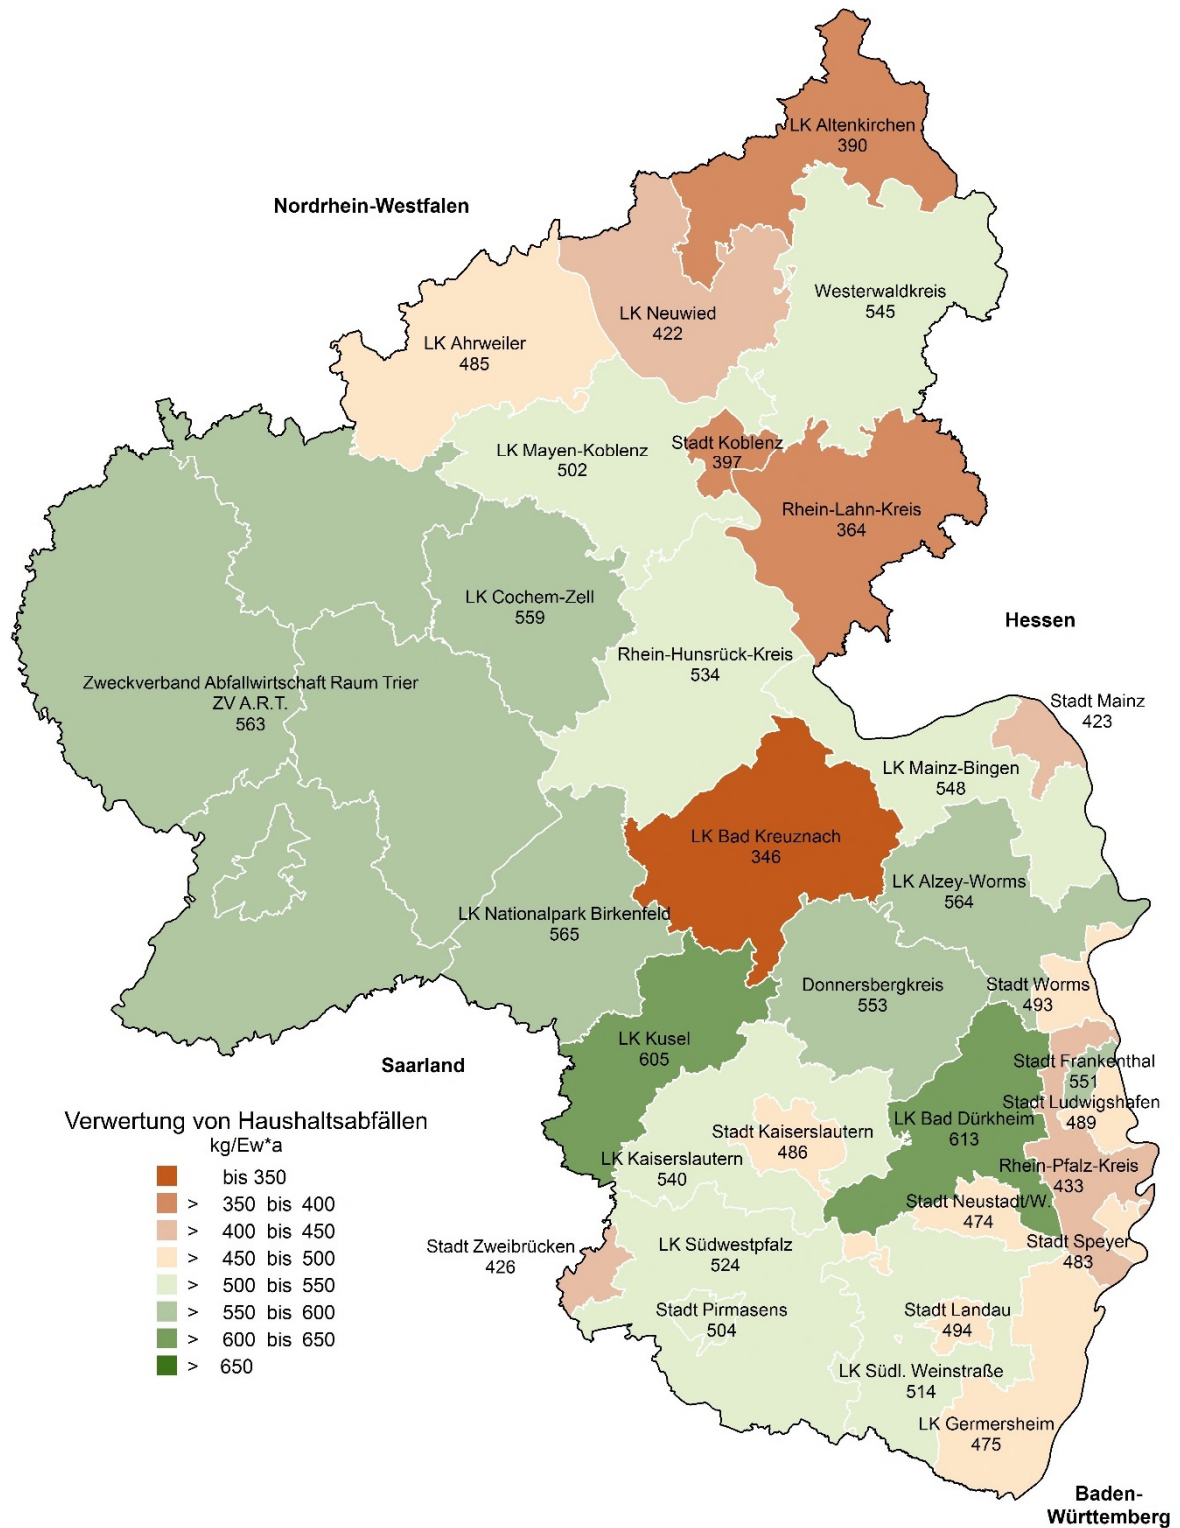 LK Altenkirchen
390
Nordrhein-Westfalen
Westerwaldkreis
545
LK Neuwied
422
LK Ahrweiler
485
Stadt Koblenz
397
LK Mayen-Koblenz
502
Rhein-Lahn-Kreis
364
LK Cochem-Zell
559
Hessen
Rhein-Hunsrück-Kreis
534
Zweckverband Abfallwirtschaft Raum Trier
ZV A.R.T.
563
Stadt Mainz
423
LK Mainz-Bingen
548
LK Bad Kreuznach
346
LK Alzey-Worms
564
LK Nationalpark Birkenfeld
565
Donnersbergkreis
553
Stadt Worms
493
LK Kusel
605
Saarland
Stadt Frankenthal
551
Stadt Ludwigshafen
489
LK Bad Dürkheim
613
Stadt Kaiserslautern
486
LK Kaiserslautern
540
Rhein-Pfalz-Kreis
433
Stadt Neustadt/W.
474
Stadt Speyer
483
Stadt Zweibrücken
426
LK Südwestpfalz
524
Stadt Pirmasens
504
Stadt Landau
494
LK Südl. Weinstraße
514
LK Germersheim
475
Baden-
Württemberg
Verwertung von Haushaltsabfällen
kg/Ew*a
bis 350
> 350 bis 400
> 400 bis 450
> 450 bis 500
> 500 bis 550
> 550 bis 600
> 600 bis 650
> 650